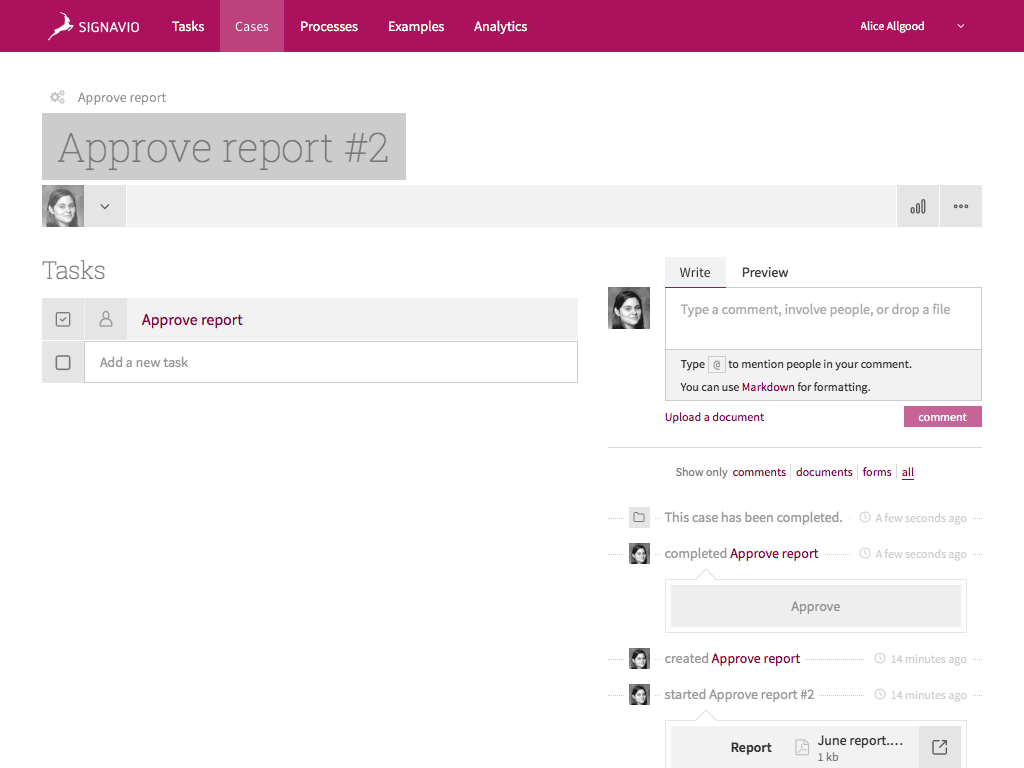 SIGNAVIO Tasks Cases Processes Examples Analytics Alice Allgood
Approve report
Approve report #2
Tasks
Approve report
Add a new task
Write Preview
Type a comment, involve people, or drop a file
Type @ to mention people in your comment.
You can use Markdown for formatting.
Upload a document comment
Show only comments documents forms all
This case has been completed. A few seconds ago
completed Approve report A few seconds ago
Approve
created Approve report 14 minutes ago
started Approve report #2 14 minutes ago
Report June report.…
1 kb